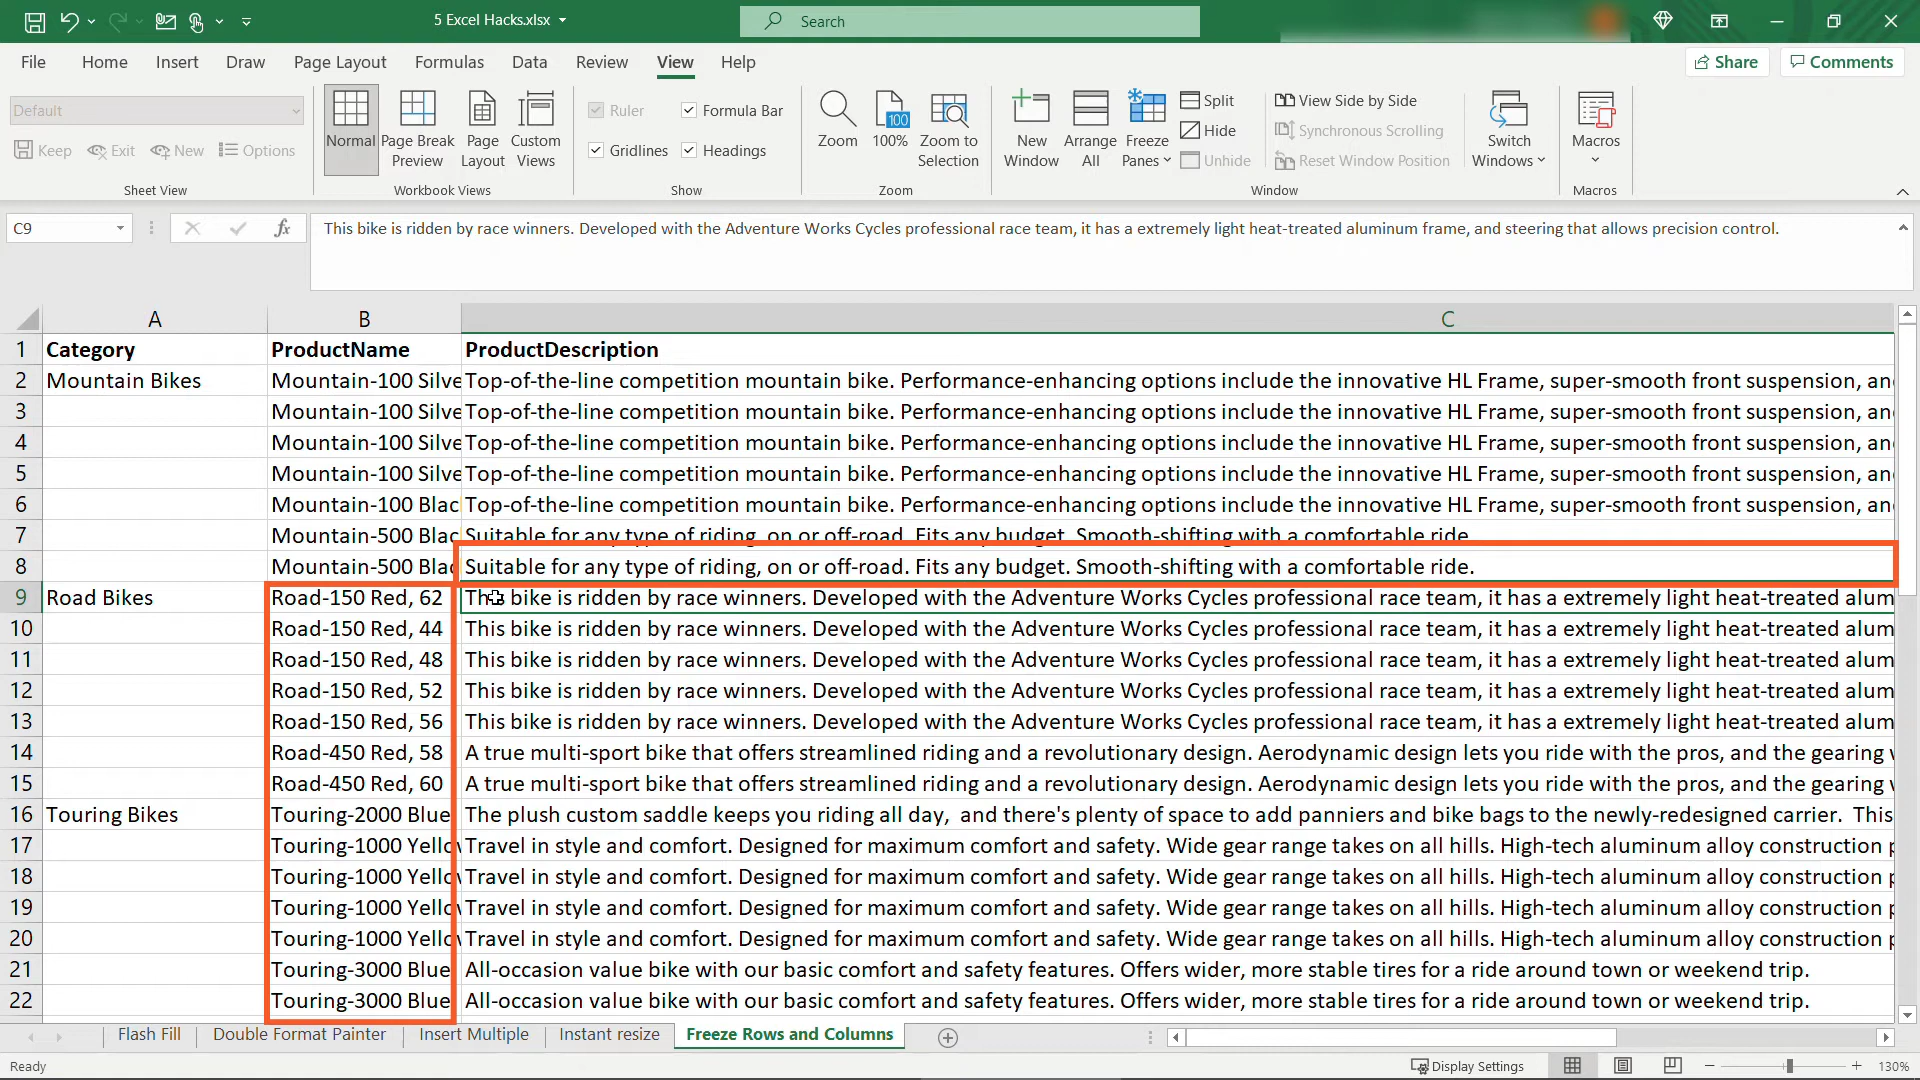 5 Excel Hacks.xlsx
Search
File Home Insert Draw Page Layout Formulas Data Review View Help
Share Comments
Default
Keep Exit New Options
Sheet View
Normal
Page Break Preview
Page Layout
Custom Views
Workbook Views
Ruler Formula Bar
Gridlines Headings
Show
Zoom
100
100%
Zoom to Selection
Zoom
New Window
Arrange All
Freeze Panes
Split
Hide
Unhide
View Side by Side
Synchronous Scrolling
Reset Window Position
Switch Windows
Window
Macros
Macros
C9
fx
This bike is ridden by race winners. Developed with the Adventure Works Cycles professional race team, it has a extremely light heat-treated aluminum frame, and steering that allows precision control.
A B C
1 Category ProductName ProductDescription
2 Mountain Bikes Mountain-100 Silve Top-of-the-line competition mountain bike. Performance-enhancing options include the innovative HL Frame, super-smooth front suspension, and
3 Mountain-100 Silve Top-of-the-line competition mountain bike. Performance-enhancing options include the innovative HL Frame, super-smooth front suspension, and
4 Mountain-100 Silve Top-of-the-line competition mountain bike. Performance-enhancing options include the innovative HL Frame, super-smooth front suspension, and
5 Mountain-100 Silve Top-of-the-line competition mountain bike. Performance-enhancing options include the innovative HL Frame, super-smooth front suspension, and
6 Mountain-100 Blac Top-of-the-line competition mountain bike. Performance-enhancing options include the innovative HL Frame, super-smooth front suspension, and
7 Mountain-500 Blac Suitable for any type of riding, on or off-road. Fits any budget. Smooth-shifting with a comfortable ride.
8 Mountain-500 Blac Suitable for any type of riding, on or off-road. Fits any budget. Smooth-shifting with a comfortable ride.
9 Road Bikes Road-150 Red, 62 This bike is ridden by race winners. Developed with the Adventure Works Cycles professional race team, it has a extremely light heat-treated alum
10 Road-150 Red, 44 This bike is ridden by race winners. Developed with the Adventure Works Cycles professional race team, it has a extremely light heat-treated alum
11 Road-150 Red, 48 This bike is ridden by race winners. Developed with the Adventure Works Cycles professional race team, it has a extremely light heat-treated alum
12 Road-150 Red, 52 This bike is ridden by race winners. Developed with the Adventure Works Cycles professional race team, it has a extremely light heat-treated alum
13 Road-150 Red, 56 This bike is ridden by race winners. Developed with the Adventure Works Cycles professional race team, it has a extremely light heat-treated alum
14 Road-450 Red, 58 A true multi-sport bike that offers streamlined riding and a revolutionary design. Aerodynamic design lets you ride with the pros, and the gearing w
15 Road-450 Red, 60 A true multi-sport bike that offers streamlined riding and a revolutionary design. Aerodynamic design lets you ride with the pros, and the gearing w
16 Touring Bikes Touring-2000 Blue The plush custom saddle keeps you riding all day, and there's plenty of space to add panniers and bike bags to the newly-redesigned carrier. This
17 Touring-1000 Yellow Travel in style and comfort. Designed for maximum comfort and safety. Wide gear range takes on all hills. High-tech aluminum alloy construction p
18 Touring-1000 Yellow Travel in style and comfort. Designed for maximum comfort and safety. Wide gear range takes on all hills. High-tech aluminum alloy construction p
19 Touring-1000 Yellow Travel in style and comfort. Designed for maximum comfort and safety. Wide gear range takes on all hills. High-tech aluminum alloy construction p
20 Touring-1000 Yellow Travel in style and comfort. Designed for maximum comfort and safety. Wide gear range takes on all hills. High-tech aluminum alloy construction p
21 Touring-3000 Blue All-occasion value bike with our basic comfort and safety features. Offers wider, more stable tires for a ride around town or weekend trip.
22 Touring-3000 Blue All-occasion value bike with our basic comfort and safety features. Offers wider, more stable tires for a ride around town or weekend trip.
Flash Fill Double Format Painter Insert Multiple Instant resize Freeze Rows and Columns
Ready Display Settings 130%